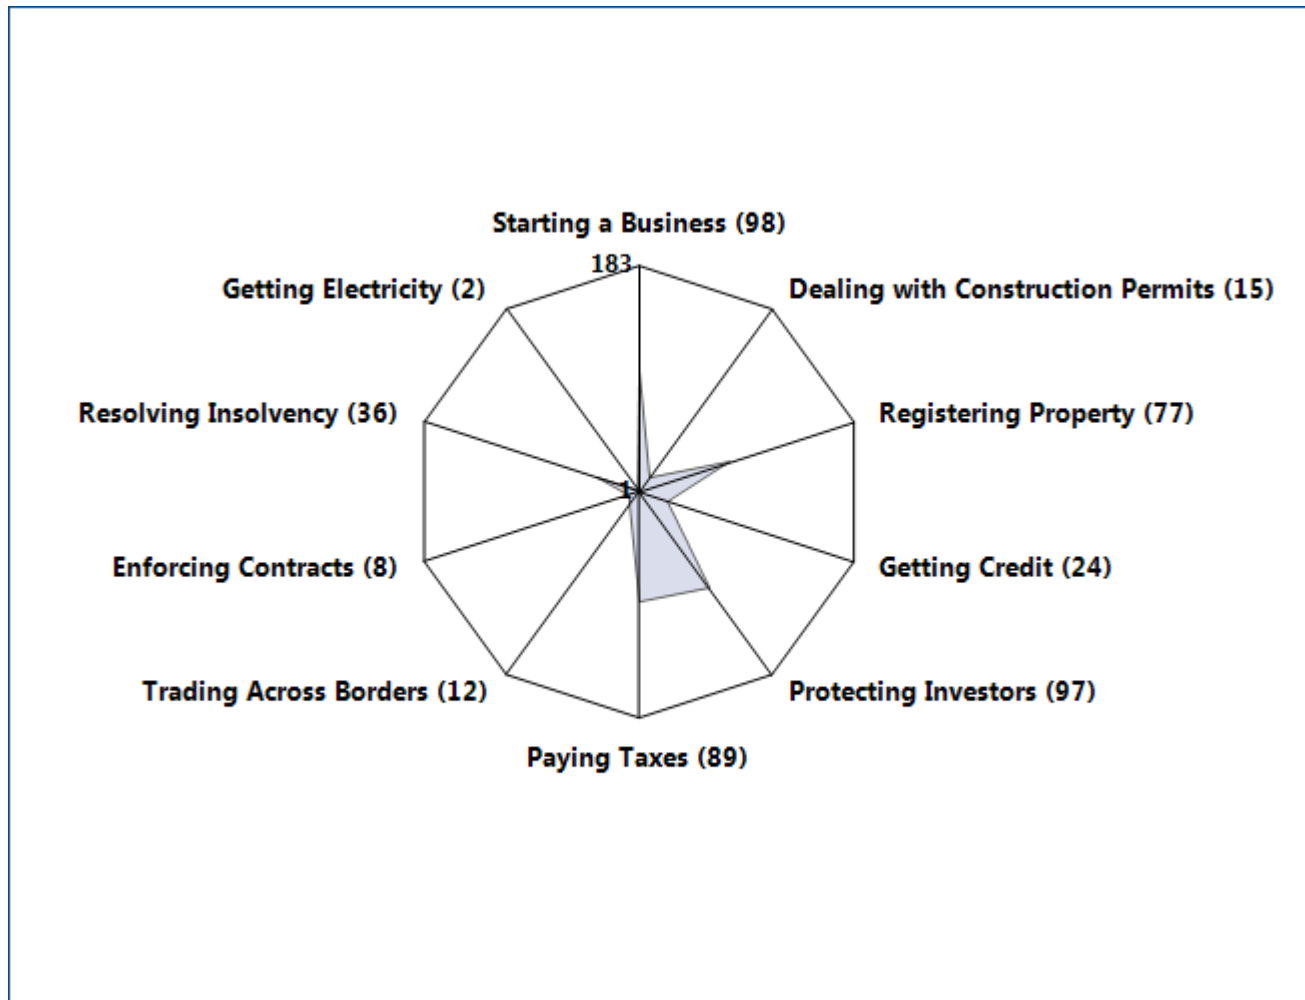 Starting a Business (98)
183
Getting Electricity (2)
Dealing with Construction Permits (15)
Resolving Insolvency (36)
Registering Property (77)
1
Enforcing Contracts (8)
Getting Credit (24)
Trading Across Borders (12)
Protecting Investors (97)
Paying Taxes (89)